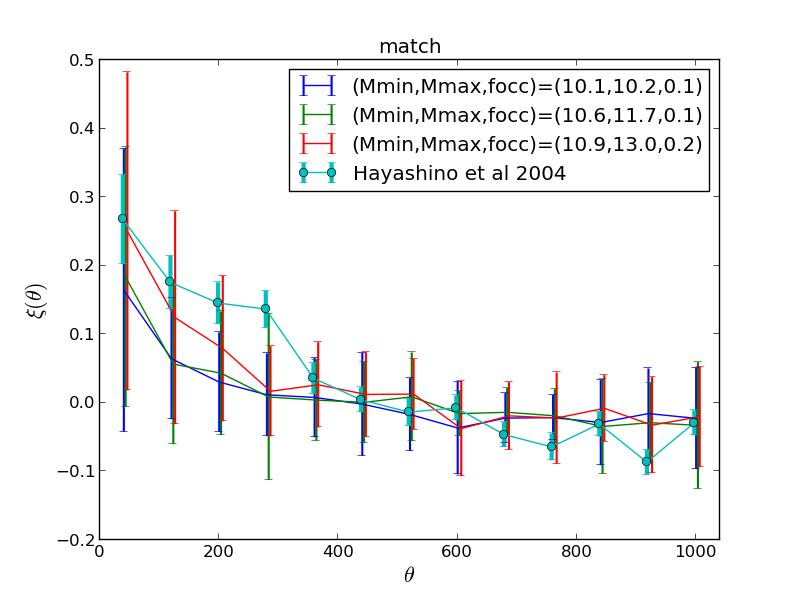 match
0.5
0.4
0.3
0.2
0.1
0.0
−0.1
−0.2
ξ(θ)
(Mmin,Mmax,focc)=(10.1,10.2,0.1)
(Mmin,Mmax,focc)=(10.6,11.7,0.1)
(Mmin,Mmax,focc)=(10.9,13.0,0.2)
Hayashino et al 2004
0 200 400 600 800 1000
θ